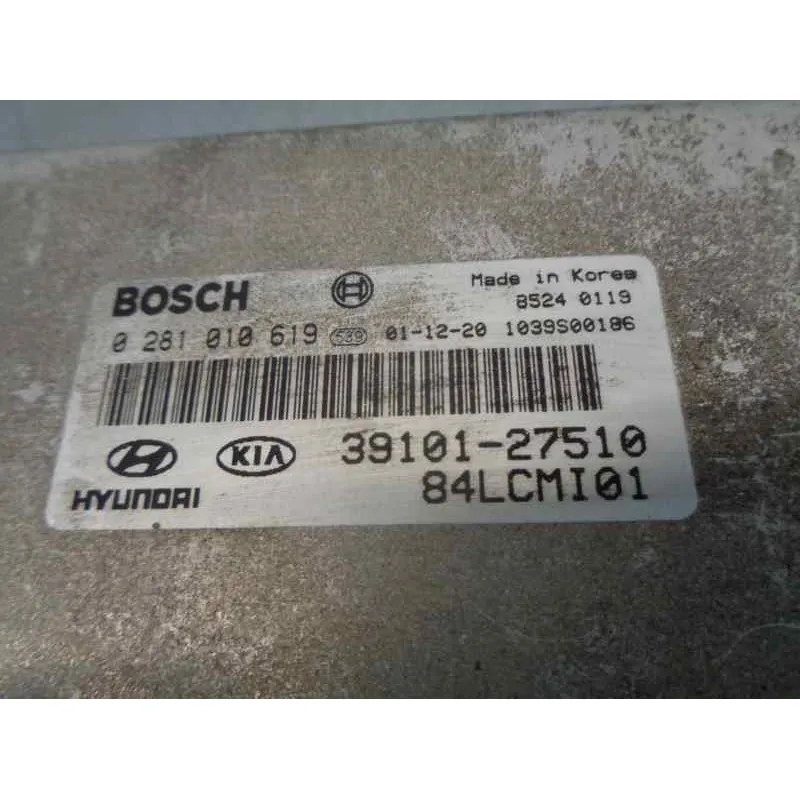 BOSCH
Made in Korea
8524 0119
0 281 010 619 539 01-12-20 1039S00186
HYUNDAI
KIA
39101-27510
84LCMI01